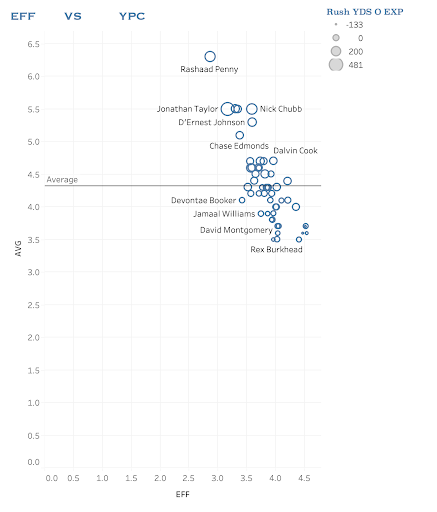 EFF VS YPC
Rush YDS O EXP
-133
0
200
481
6.5
6.0
5.5
5.0
4.5
4.0
3.5
3.0
2.5
2.0
1.5
1.0
0.5
0.0
AVG
Rashaad Penny
Jonathan Taylor
Nick Chubb
D'Ernest Johnson
Chase Edmonds
Dalvin Cook
Average
Devontae Booker
Jamaal Williams
David Montgomery
Rex Burkhead
0.0 0.5 1.0 1.5 2.0 2.5 3.0 3.5 4.0 4.5
EFF